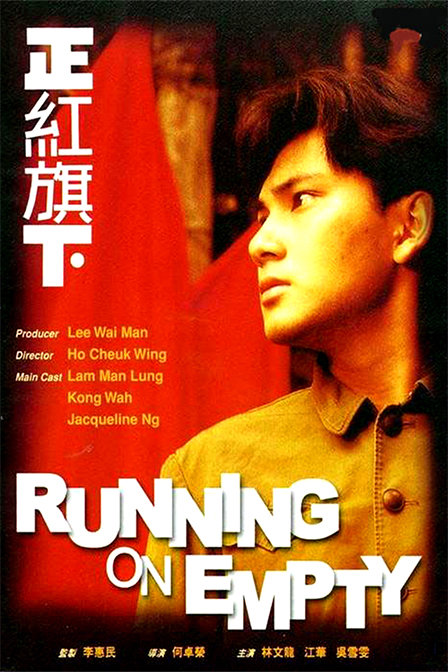 正紅旗下
Producer Lee Wai Man
Director Ho Cheuk Wing
Main Cast Lam Man Lung
Kong Wah
Jacqueline Ng
RUNNING
ON EMPTY
監製 李惠民 導演 何卓榮 主演 林文龍 江華 吳雪雯